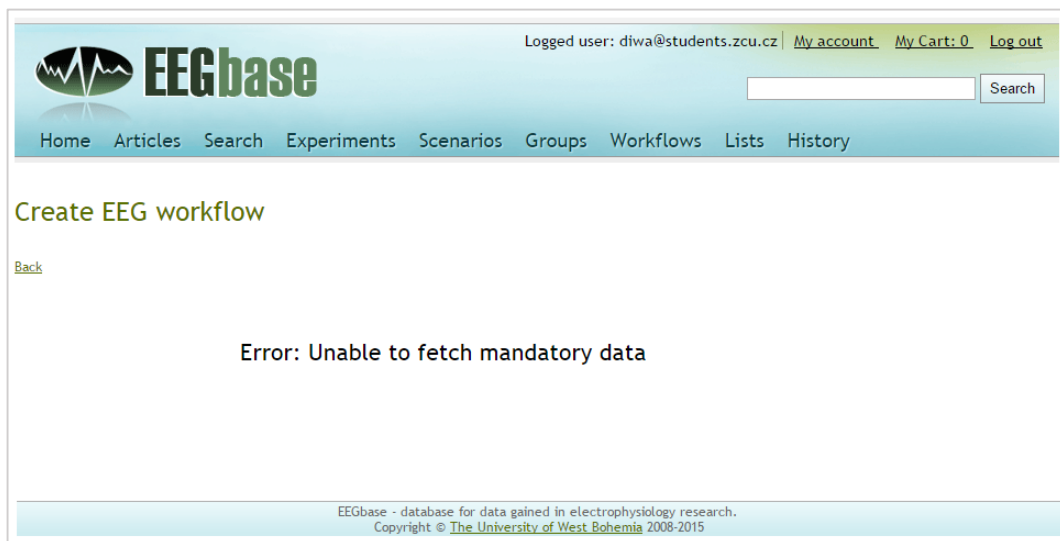 Logged user: diwa@students.zcu.cz My account My Cart: 0 Log out
EEGbase
Search
Home Articles Search Experiments Scenarios Groups Workflows Lists History
Create EEG workflow
Back
Error: Unable to fetch mandatory data
EEGbase - database for data gained in electrophysiology research.
Copyright © The University of West Bohemia 2008-2015